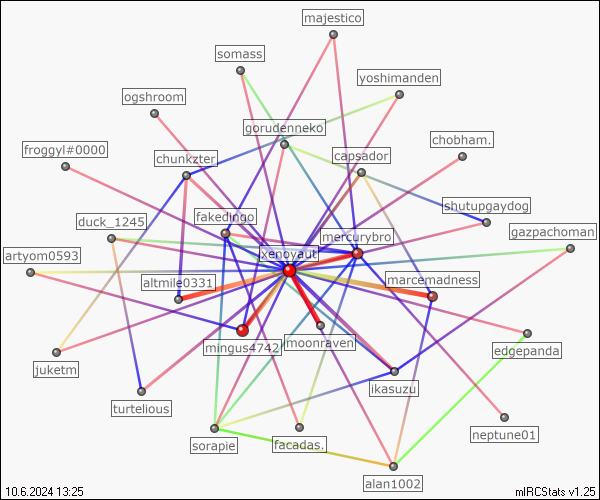 majestico
somass
yoshimanden
ogshroom
gorudenneko
chobham.
froggyl#0000
chunkzter
capsador
shutupgaydog
duck_1245
fakedingo
mercurybro
gazpachoman
artyom0593
xenoyaut
altmile0331
marcemadness
mingus4742
moonraven
edgepanda
juketm
ikasuzu
turtelious
neptune01
sorapie
facadas.
alan1002
10.6.2024 13:25
mIRCStats v1.25